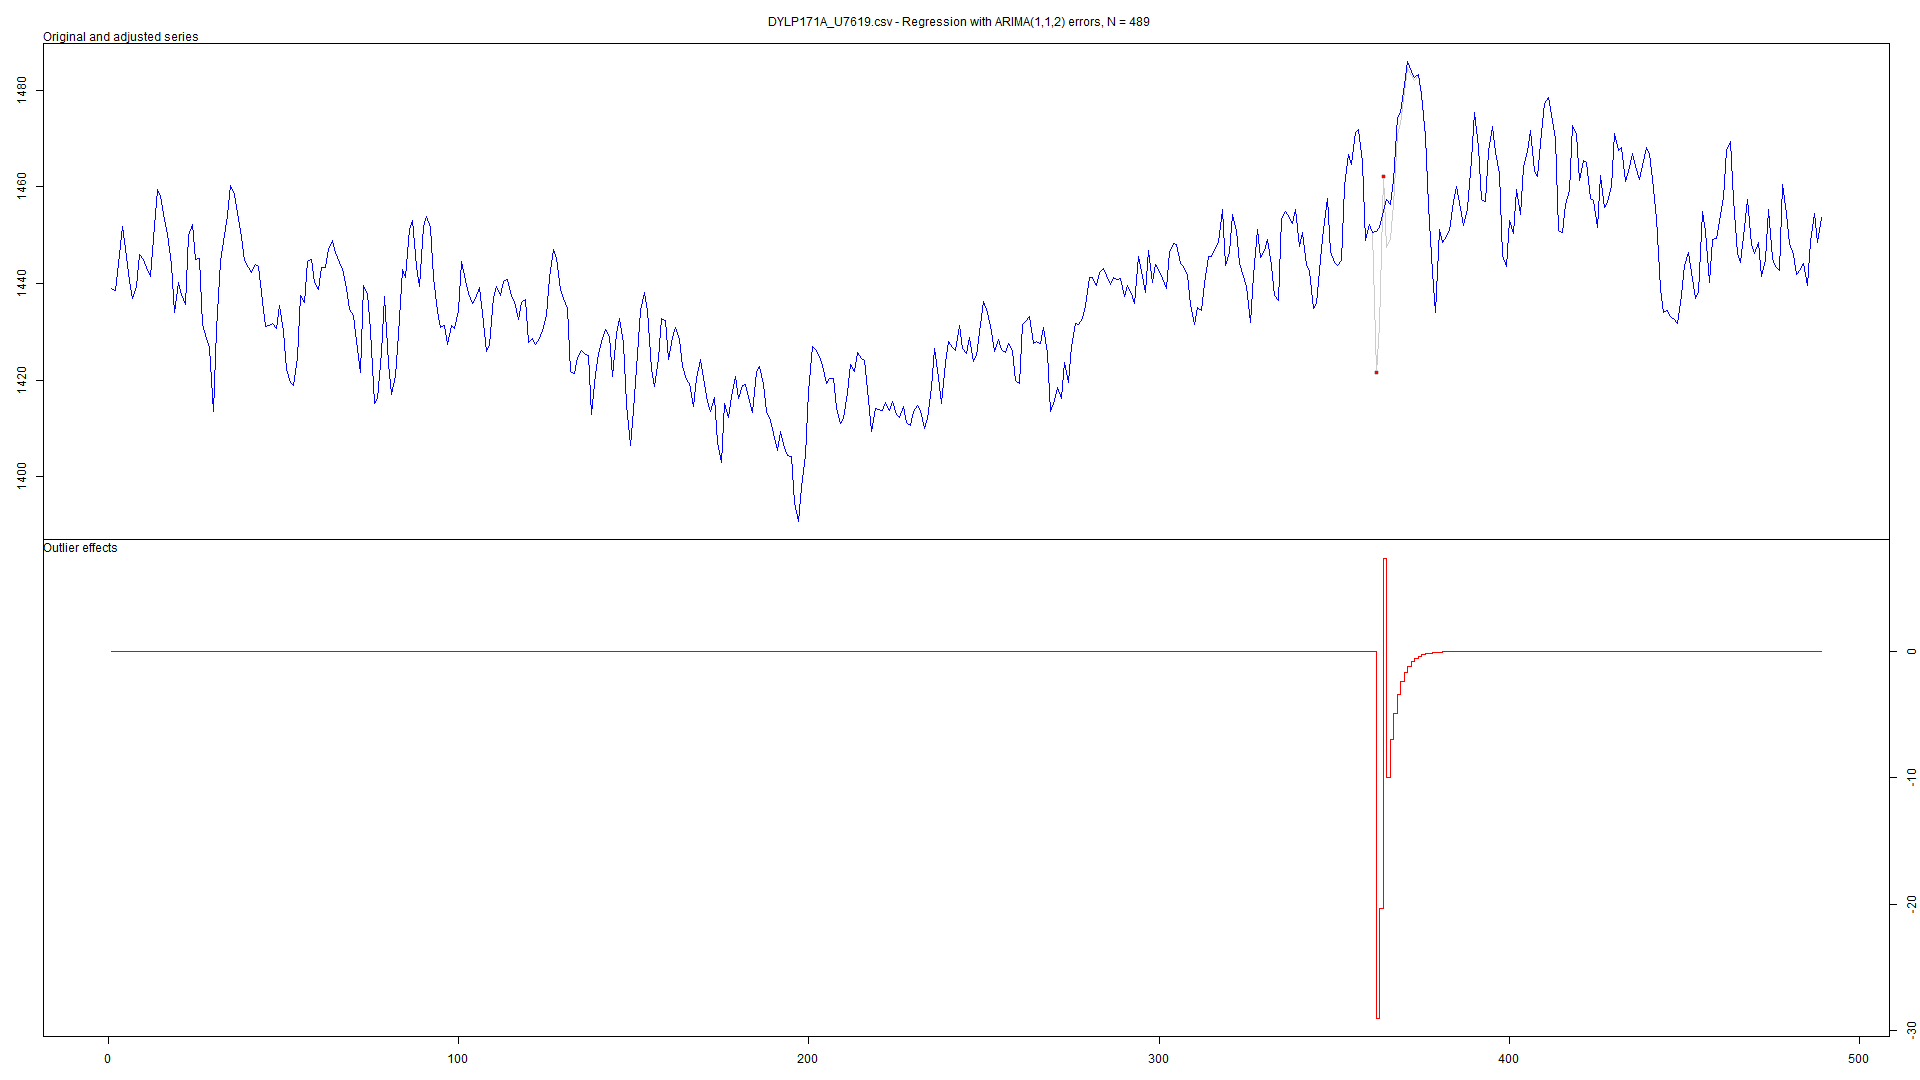 DYLP171A_U7619.csv - Regression with ARIMA(1,1,2) errors, N = 489
Original and adjusted series
1480
1460
1440
1420
1400
Outlier effects
0
-10
-20
-30
0 100 200 300 400 500